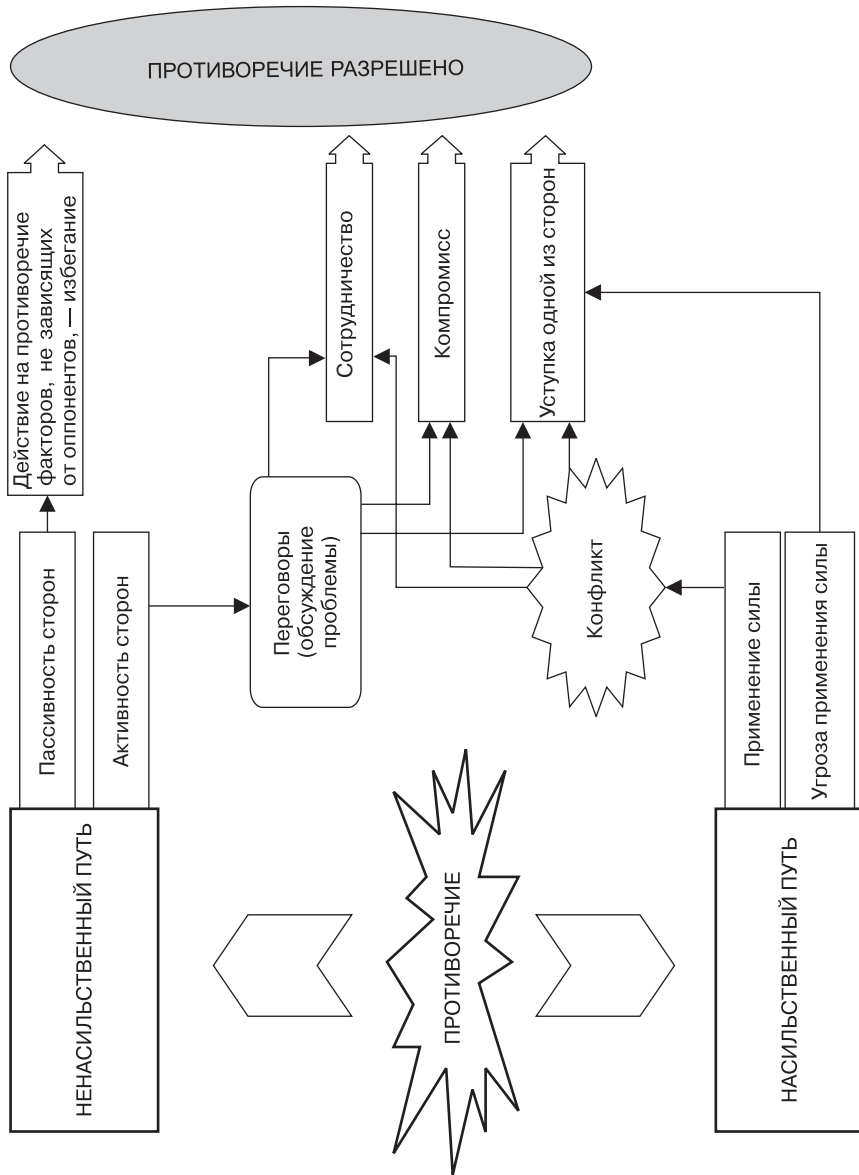 ПРОТИВОРЕЧИЕ РАЗРЕШЕНО
Действие на противоречие
факторов, не зависящих
от оппонентов, — избегание
Сотрудничество
Компромисс
Уступка одной из сторон
Пассивность сторон
Активность сторон
Переговоры
(обсуждение
проблемы)
Конфликт
Применение силы
Угроза применения силы
НЕНАСИЛЬСТВЕННЫЙ ПУТЬ
ПРОТИВОРЕЧИЕ
НАСИЛЬСТВЕННЫЙ ПУТЬ